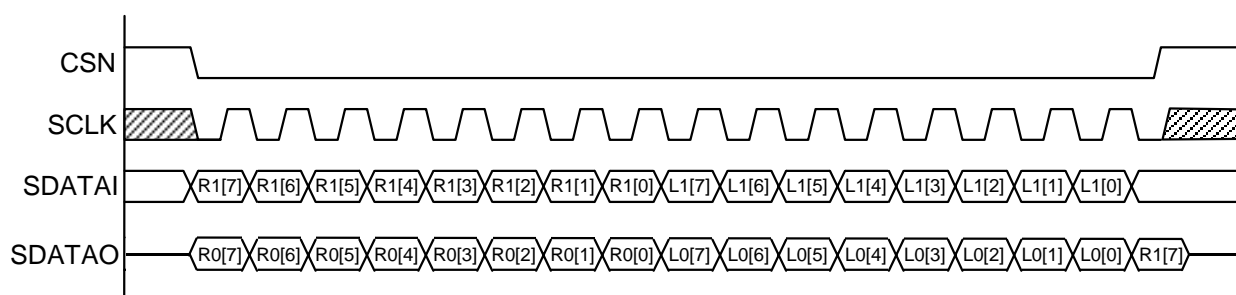 CSN
SCLK
SDATAI R1[7] R1[6] R1[5] R1[4] R1[3] R1[2] R1[1] R1[0] L1[7] L1[6] L1[5] L1[4] L1[3] L1[2] L1[1] L1[0]
SDATAO R0[7] R0[6] R0[5] R0[4] R0[3] R0[2] R0[1] R0[0] L0[7] L0[6] L0[5] L0[4] L0[3] L0[2] L0[1] L0[0] R1[7]